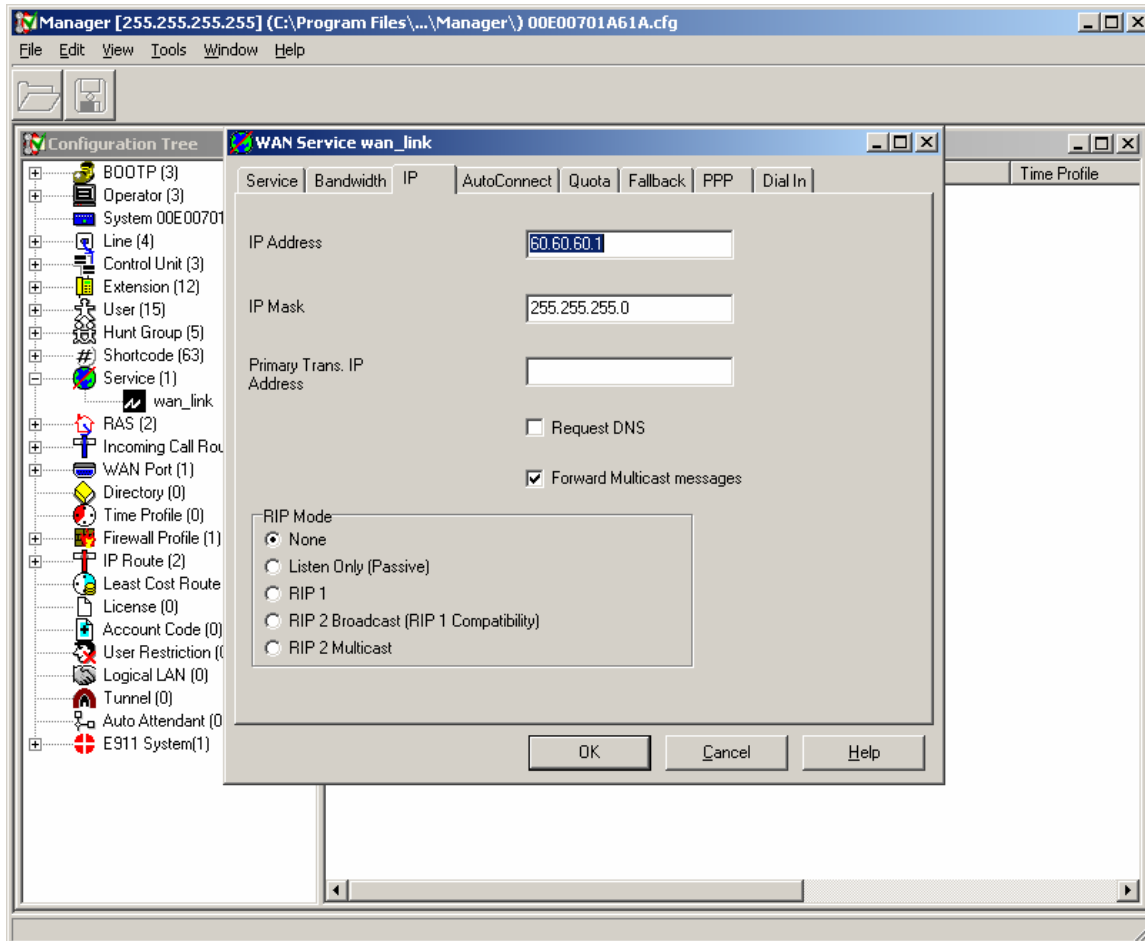 Manager [255.255.255.255] (C:\Program Files\...\Manager\) 00E00701A61A.cfg
File Edit View Tools Window Help
Configuration Tree
BOOTP (3)
Operator (3)
System 00E00701
Line (4)
Control Unit (3)
Extension (12)
User (15)
Hunt Group (5)
Shortcode (63)
Service (1)
wan_link
RAS (2)
Incoming Call Rou
WAN Port (1)
Directory (0)
Time Profile (0)
Firewall Profile (1)
IP Route (2)
Least Cost Route
License (0)
Account Code (0)
User Restriction (0
Logical LAN (0)
Tunnel (0)
Auto Attendant (0
E911 System(1)
WAN Service wan_link
Service Bandwidth IP AutoConnect Quota Fallback PPP Dial In
IP Address 60.60.60.1
IP Mask 255.255.255.0
Primary Trans. IP
Address
Request DNS
Forward Multicast messages
RIP Mode
None
Listen Only (Passive)
RIP 1
RIP 2 Broadcast (RIP 1 Compatibility)
RIP 2 Multicast
OK Cancel Help
Time Profile